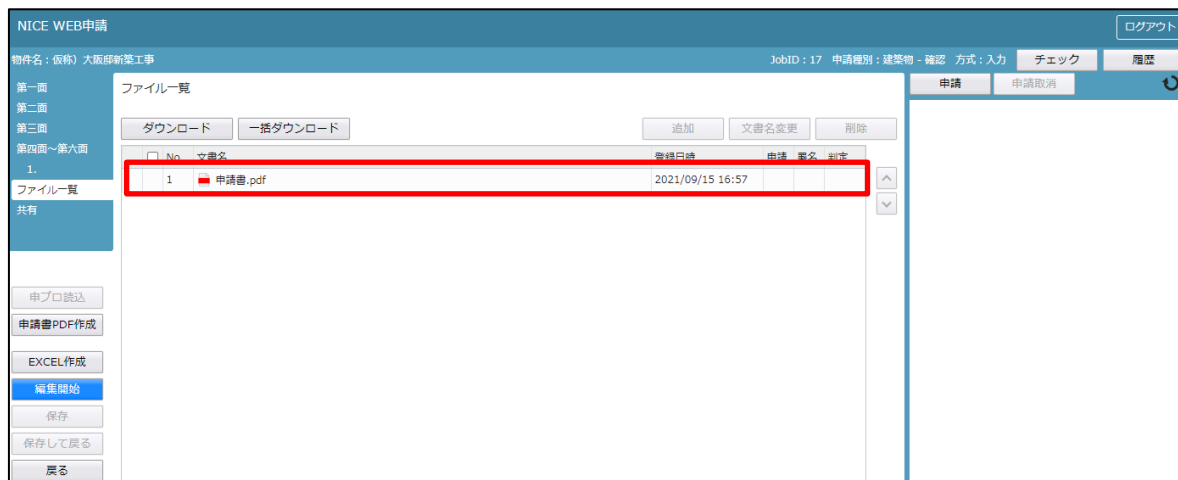 NICE WEB申請
ログアウト
物件名：仮称）大阪邸新築工事
JobID：17 申請種別：建築物 - 確認 方式：入力 チェック 履歴
第一面
第二面
第三面
第四面～第六面
1.
ファイル一覧
共有
申プロ読込
申請書PDF作成
EXCEL作成
編集開始
保存
保存して戻る
戻る
ファイル一覧
ダウンロード 一括ダウンロード 追加 文書名変更 削除
No 文書名 登録日時 申請 署名 判定
1 申請書.pdf 2021/09/15 16:57
申請 申請取消